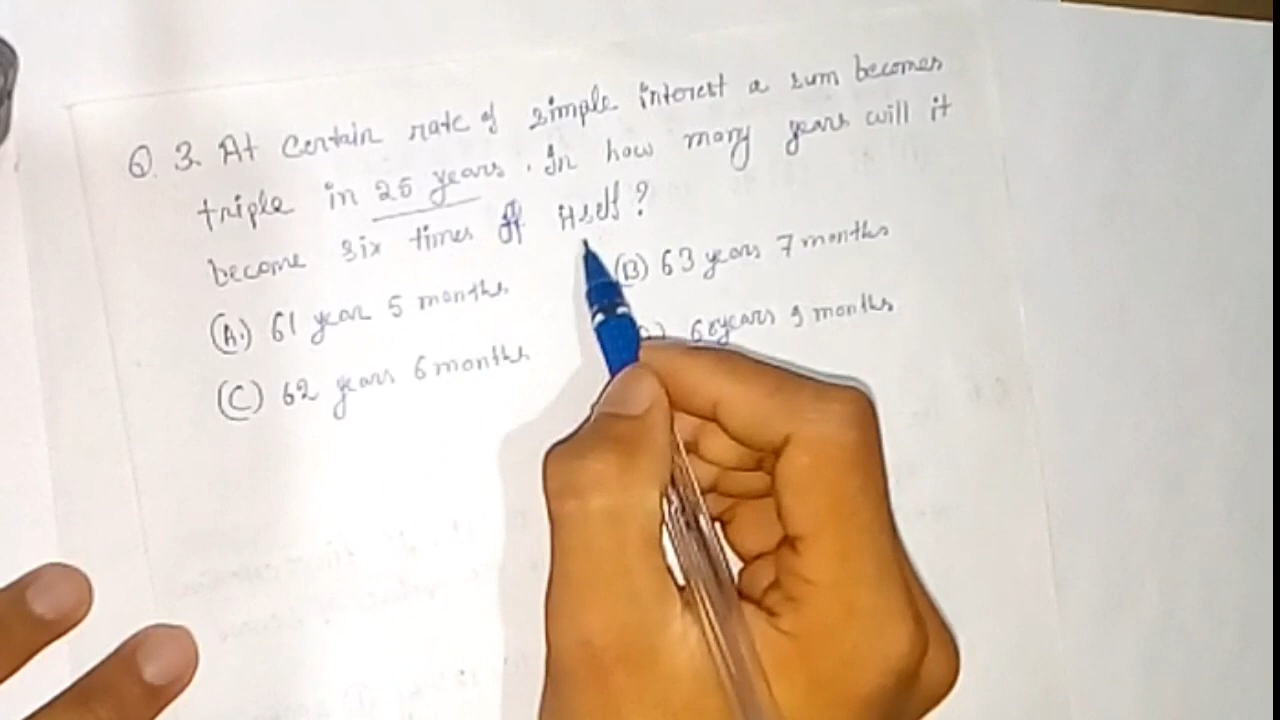 Q. 3. At Certain rate of simple interest a sum becomes
triple in 25 years. In how many years will it
become six times of itself?
(A.) 61 year 5 months (B) 63 years 7 months
(C) 62 years 6 months years 9 months